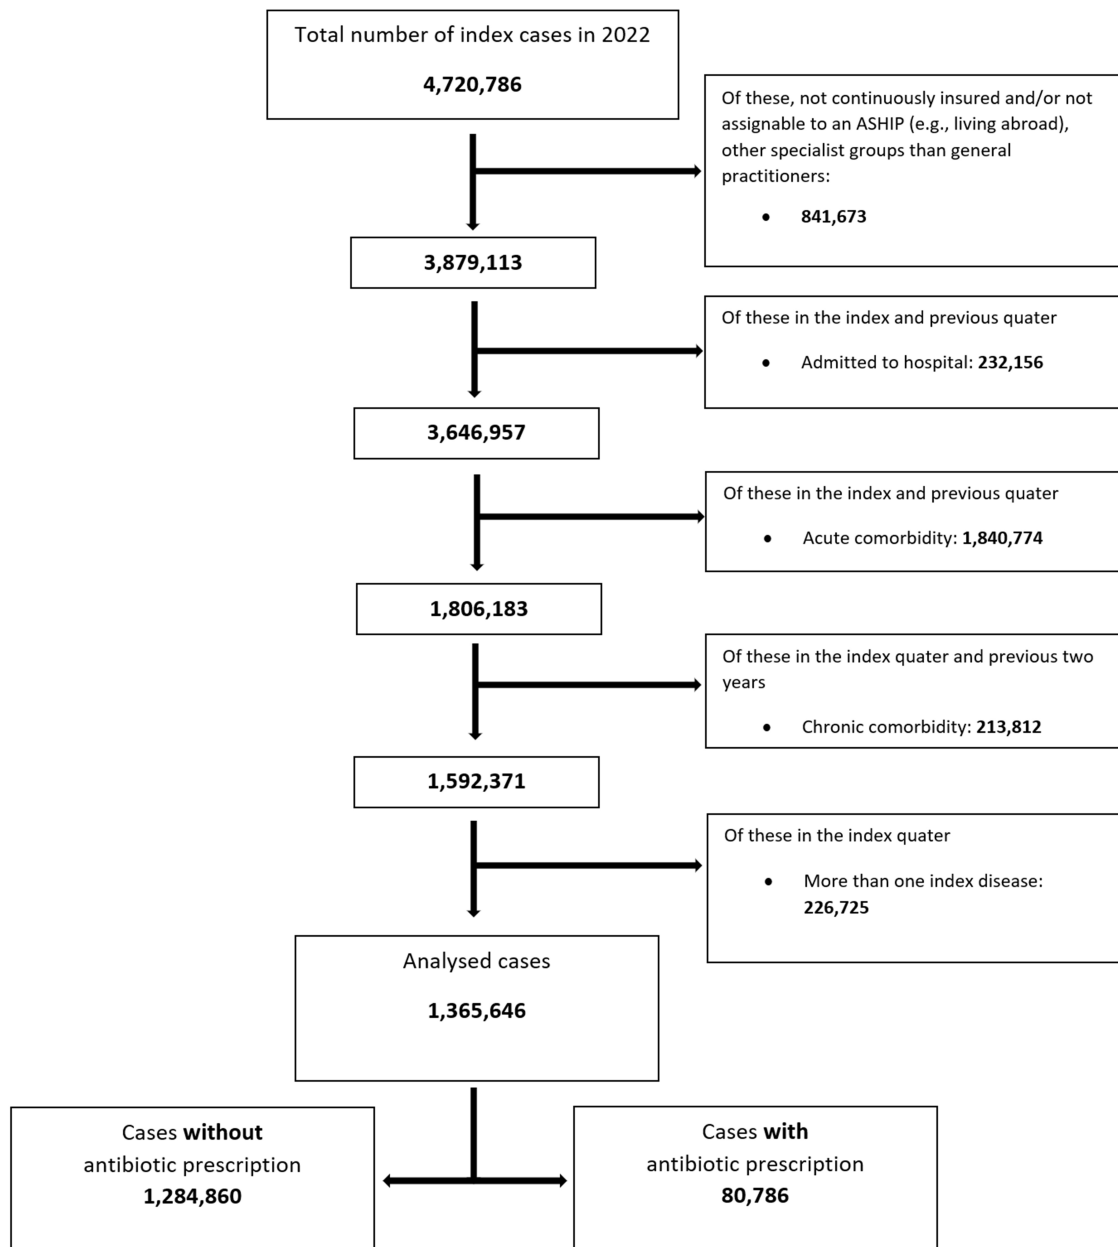 Total number of index cases in 2022
4,720,786
Of these, not continuously insured and/or not
assignable to an ASHIP (e.g., living abroad),
other specialist groups than general
practitioners:
• 841,673
3,879,113
Of these in the index and previous quater
• Admitted to hospital: 232,156
3,646,957
Of these in the index and previous quater
• Acute comorbidity: 1,840,774
1,806,183
Of these in the index quater and previous two
years
• Chronic comorbidity: 213,812
1,592,371
Of these in the index quater
• More than one index disease:
226,725
Analysed cases
1,365,646
Cases without
antibiotic prescription
1,284,860
Cases with
antibiotic prescription
80,786